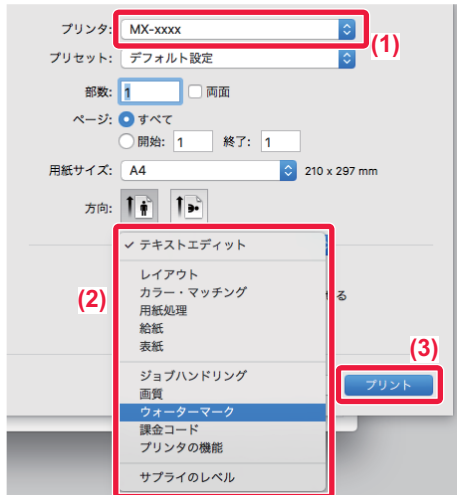 プリンタ: MX-xxxx
(1)
プリセット: デフォルト設定
部数: 1 両面
ページ: すべて
開始: 1 終了: 1
用紙サイズ: A4 210 x 297 mm
方向:
✓ テキストエディット
レイアウト
カラー・マッチング
る
用紙処理
(2)
給紙
表紙
(3)
ジョブハンドリング
画質
プリント
ウォーターマーク
課金コード
プリンタの機能
サプライのレベル